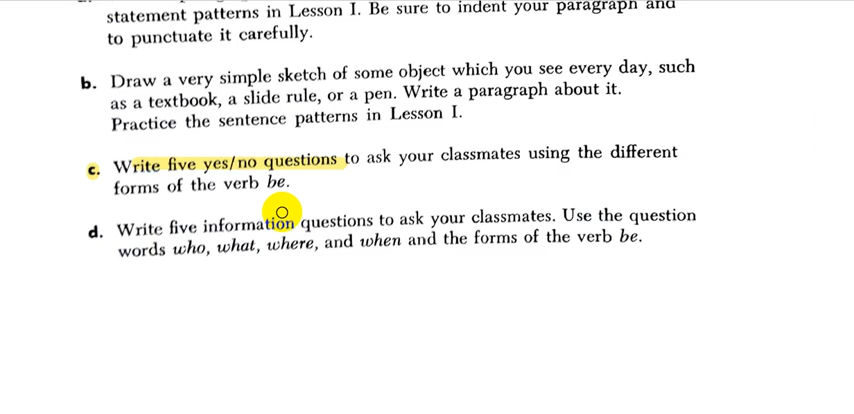 statement patterns in Lesson I. Be sure to indent your paragraph and
to punctuate it carefully.
b. Draw a very simple sketch of some object which you see every day, such
as a textbook, a slide rule, or a pen. Write a paragraph about it.
Practice the sentence patterns in Lesson I.
c. Write five yes/no questions to ask your classmates using the different
forms of the verb be.
d. Write five information questions to ask your classmates. Use the question
words who, what, where, and when and the forms of the verb be.